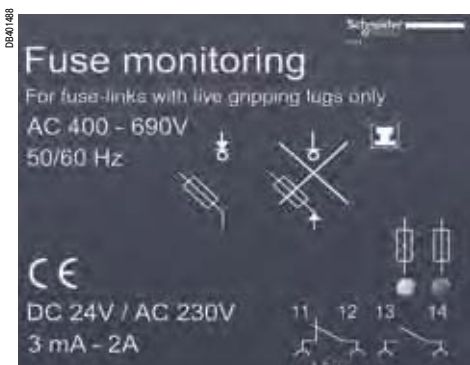 DB401488
Schneider
Fuse monitoring
For fuse-links with live gripping lugs only
AC 400 - 690V
50/60 Hz
CE
DC 24V / AC 230V
3 mA - 2A
11 12 13 14